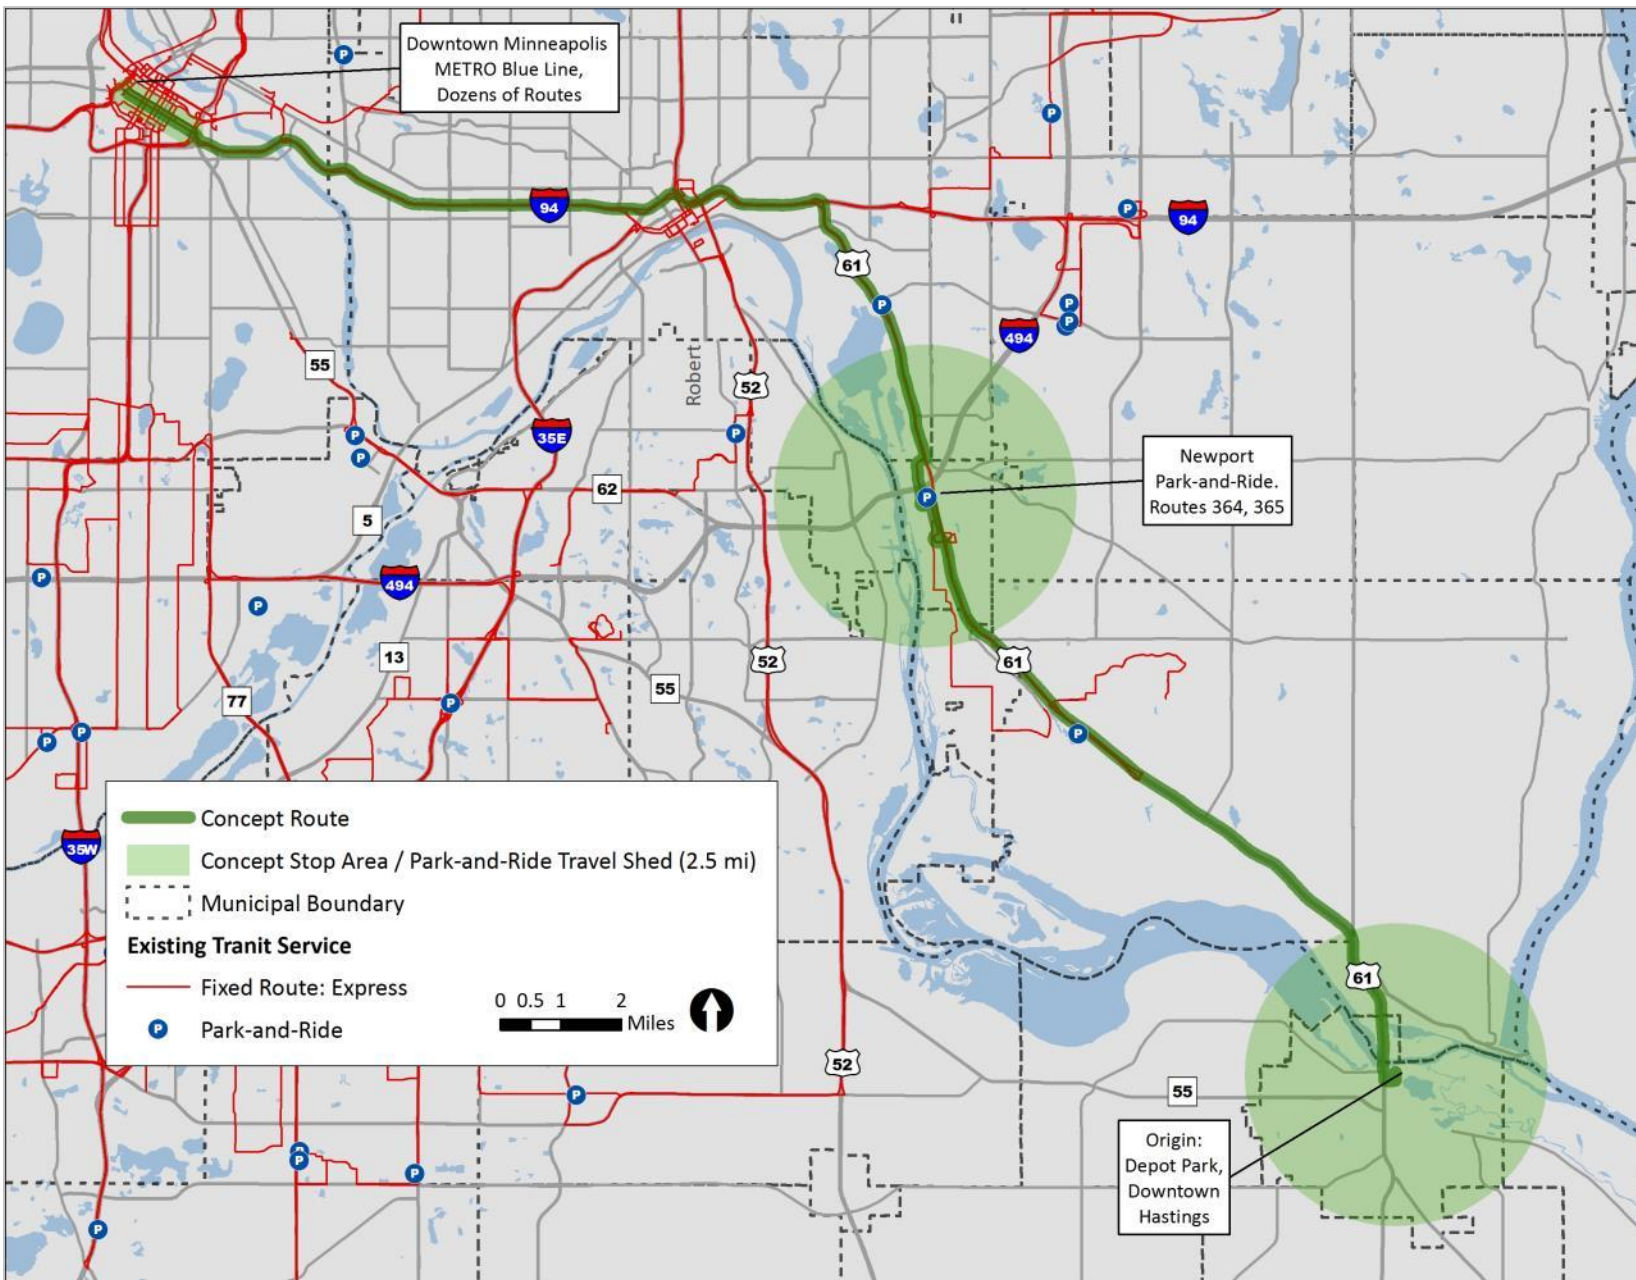 Downtown Minneapolis
METRO Blue Line,
Dozens of Routes
P
P
94
P
94
61
P
P
P
P
494
55
Robert
52
P
35E
P
P
62
Newport
Park-and-Ride.
Routes 364, 365
P
5
P
494
P
13
52
61
55
77
P
P
P
P
Concept Route
35W
Concept Stop Area / Park-and-Ride Travel Shed (2.5 mi)
Municipal Boundary
Existing Tranit Service
61
Fixed Route: Express
0 0.5 1 2
Miles
P
Park-and-Ride
52
55
P
Origin:
Depot Park,
Downtown
Hastings
P
P
P